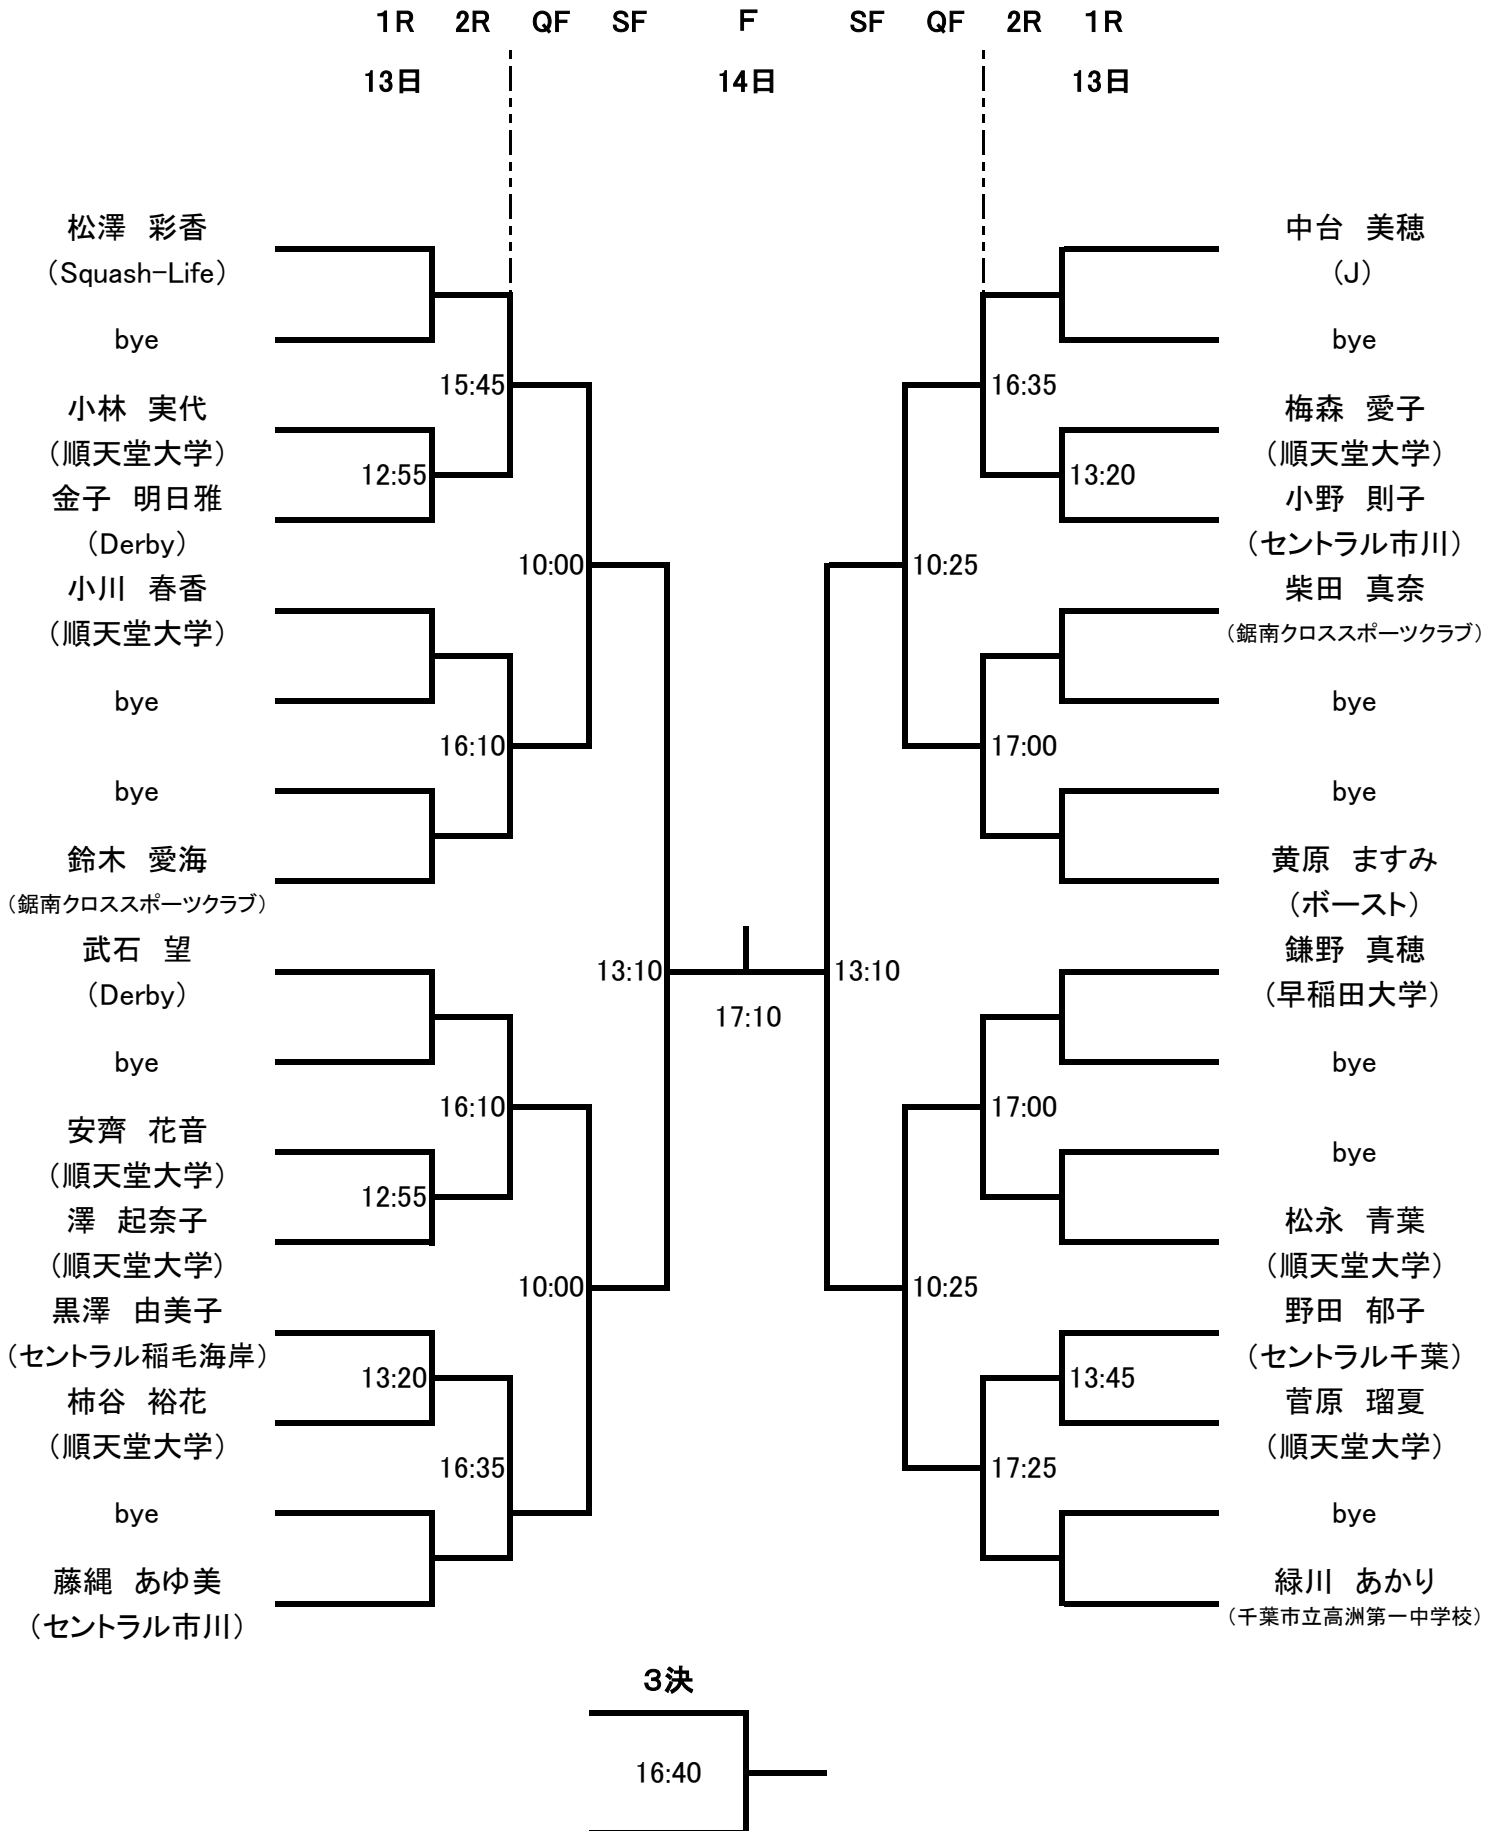 1R 2R QF SF F SF QF 2R 1R
13日 14日 13日
松澤 彩香
（Squash-Life）
bye
15:45
小林 実代
（順天堂大学）
12:55
金子 明日雅
（Derby）
10:00
小川 春香
（順天堂大学）
bye
16:10
bye
鈴木 愛海
（鋸南クロススポーツクラブ）
武石 望
（Derby）
13:10
bye
16:10
安齊 花音
（順天堂大学）
12:55
澤 起奈子
（順天堂大学）
10:00
黒澤 由美子
（セントラル稲毛海岸）
13:20
柿谷 裕花
（順天堂大学）
16:35
bye
藤縄 あゆ美
（セントラル市川）
17:10
中台 美穂
（J）
bye
16:35
梅森 愛子
（順天堂大学）
13:20
小野 則子
（セントラル市川）
10:25
柴田 真奈
（鋸南クロススポーツクラブ）
bye
17:00
bye
黄原 ますみ
（ボースト）
鎌野 真穂
（早稲田大学）
13:10
bye
17:00
bye
松永 青葉
（順天堂大学）
10:25
野田 郁子
（セントラル千葉）
13:45
菅原 瑠夏
（順天堂大学）
17:25
bye
緑川 あかり
（千葉市立高洲第一中学校）
3決
16:40